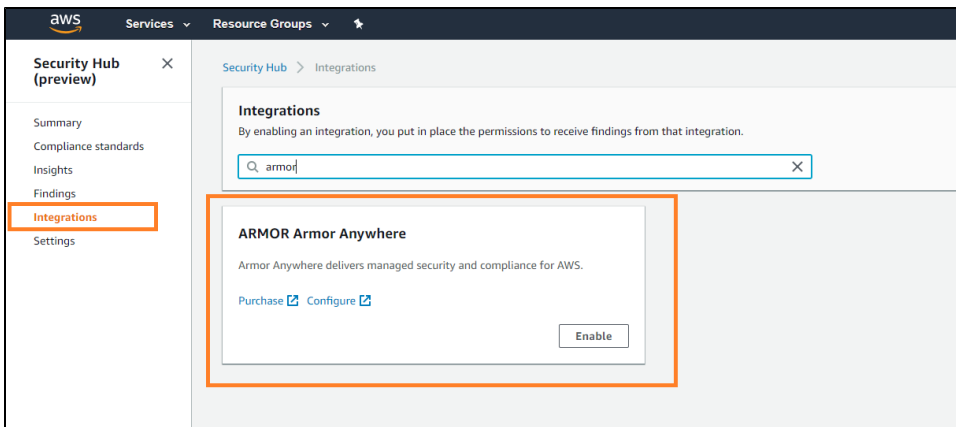 aws Services Resource Groups
Security Hub
(preview)
Summary
Compliance standards
Insights
Findings
Integrations
Settings
Security Hub > Integrations
Integrations
By enabling an integration, you put in place the permissions to receive findings from that integration.
armor
ARMOR Armor Anywhere
Armor Anywhere delivers managed security and compliance for AWS.
Purchase Configure
Enable